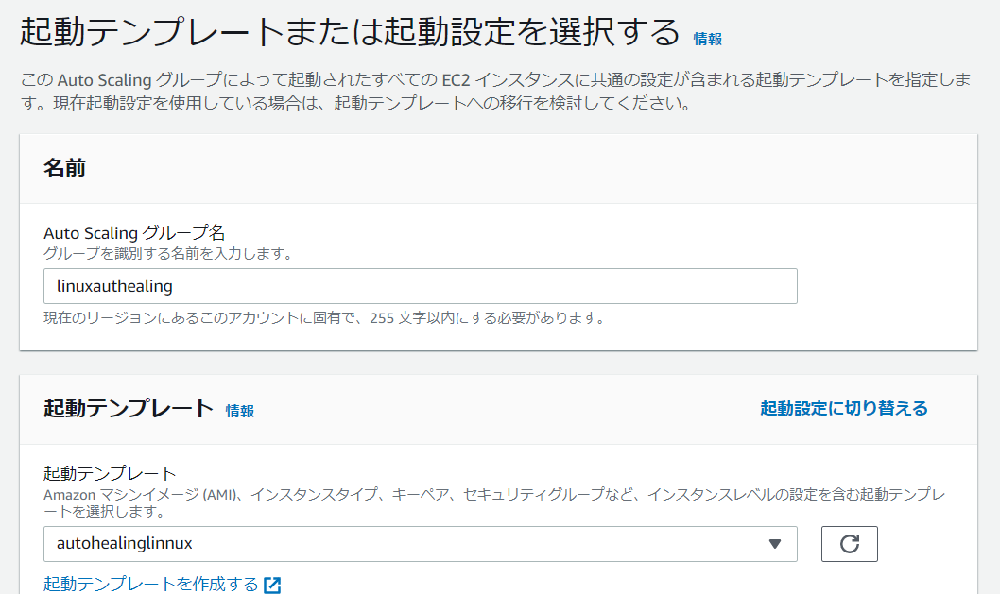 起動テンプレートまたは起動設定を選択する 情報
この Auto Scaling グループによって起動されたすべての EC2 インスタンスに共通の設定が含まれる起動テンプレートを指定しま
す。現在起動設定を使用している場合は、起動テンプレートへの移行を検討してください。
名前
Auto Scaling グループ名
グループを識別する名前を入力します。
linuxauthealing
現在のリージョンにあるこのアカウントに固有で、255 文字以内にする必要があります。
起動テンプレート 情報 起動設定に切り替える
起動テンプレート
Amazon マシンイメージ (AMI)、インスタンスタイプ、キーペア、セキュリティグループなど、インスタンスレベルの設定を含む起動テンプレ
ートを選択します。
autohealinglinnux
起動テンプレートを作成する